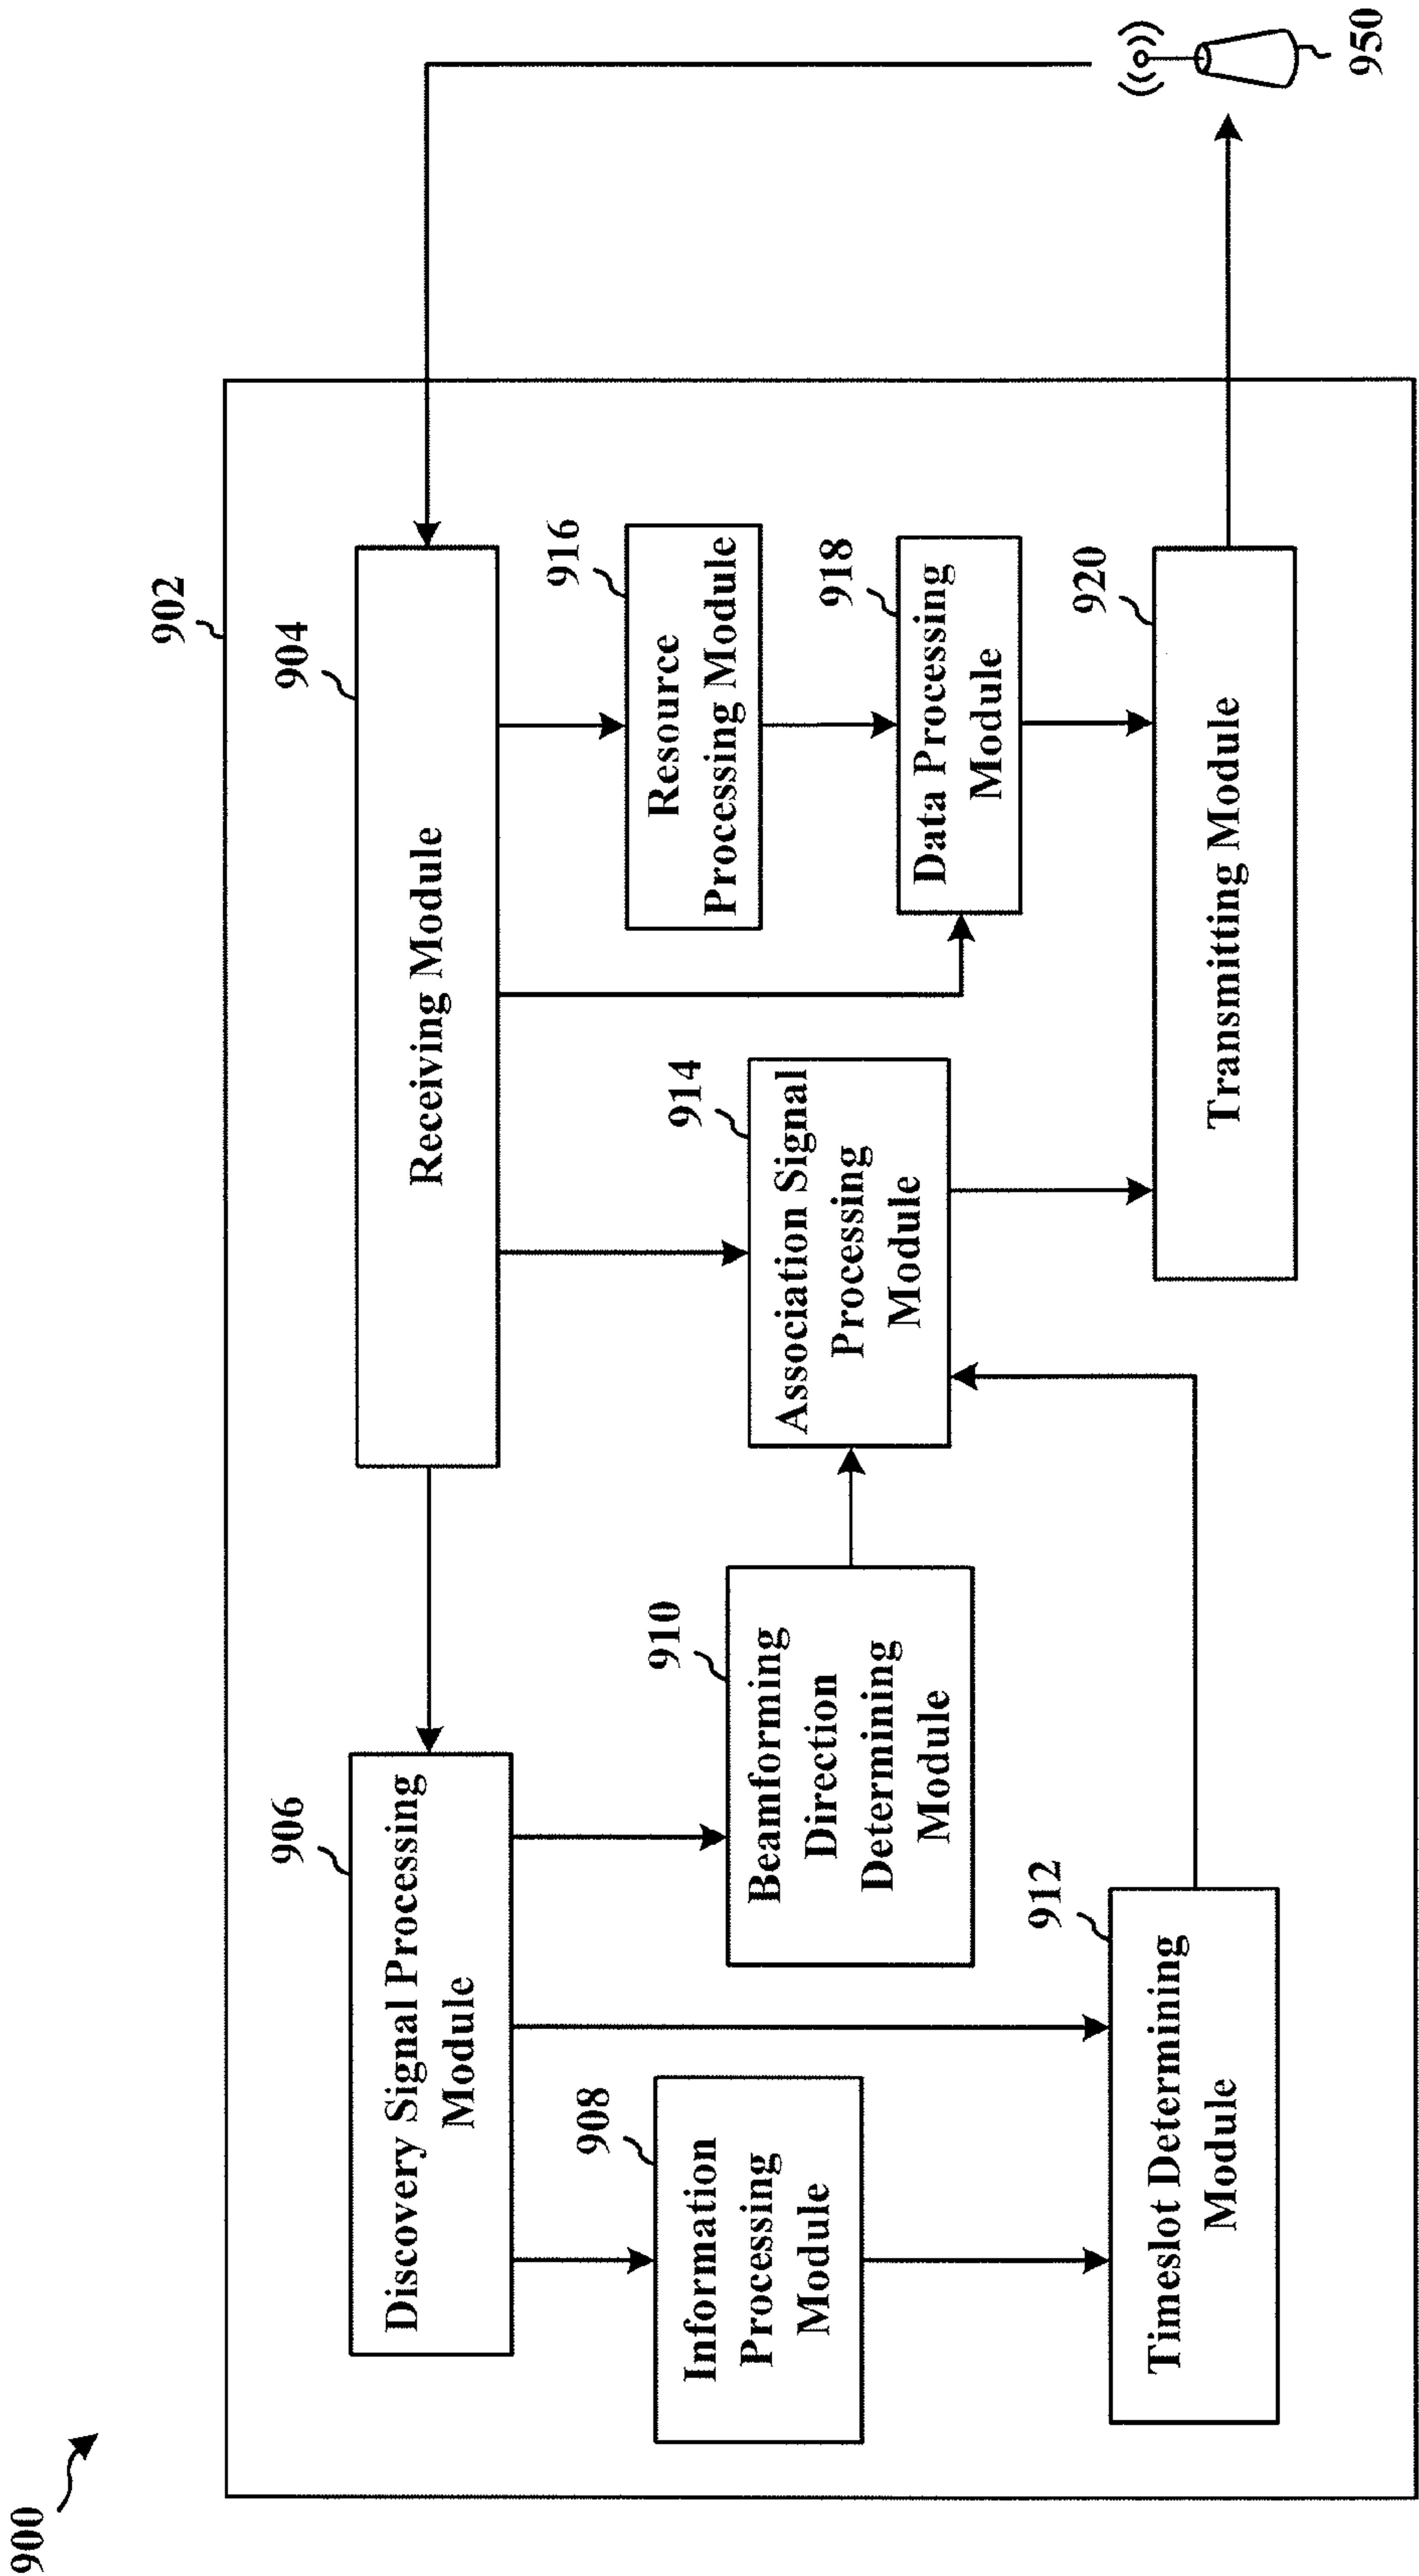 900
902
904
Receiving Module
906
Discovery Signal Processing
Module
908
Information
Processing
Module
910
Beamforming
Direction
Determining
Module
912
Timeslot Determining
Module
914
Association Signal
Processing
Module
916
Resource
Processing Module
918
Data Processing
Module
920
Transmitting Module
950